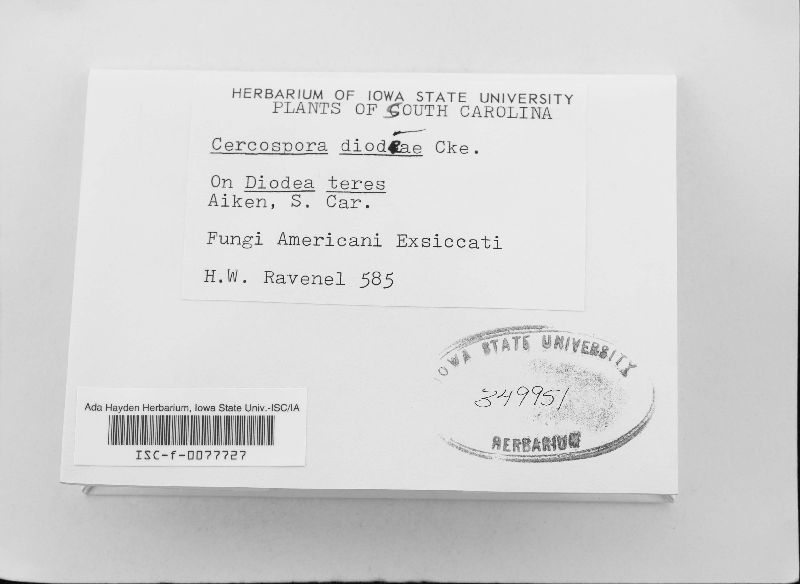 HERBARIUM OF IOWA STATE UNIVERSITY
PLANTS OF SOUTH CAROLINA
Cercospora diodeae Cke.
On Diodea teres
Aiken, S. Car.
Fungi Americani Exsiccati
H.W. Ravenel 585
IOWA STATE UNIVERSITY
349951
HERBARIUM
Ada Hayden Herbarium, Iowa State Univ.-ISC/IA
ISC-f-0077727